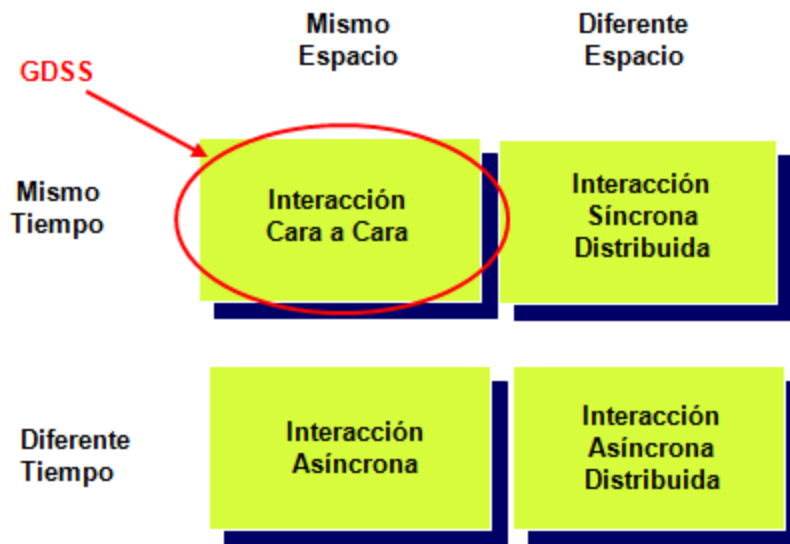 Mismo
Espacio
Diferente
Espacio
GDSS
Mismo
Tiempo
Interacción
Cara a Cara
Interacción
Síncrona
Distribuida
Diferente
Tiempo
Interacción
Asíncrona
Interacción
Asíncrona
Distribuida